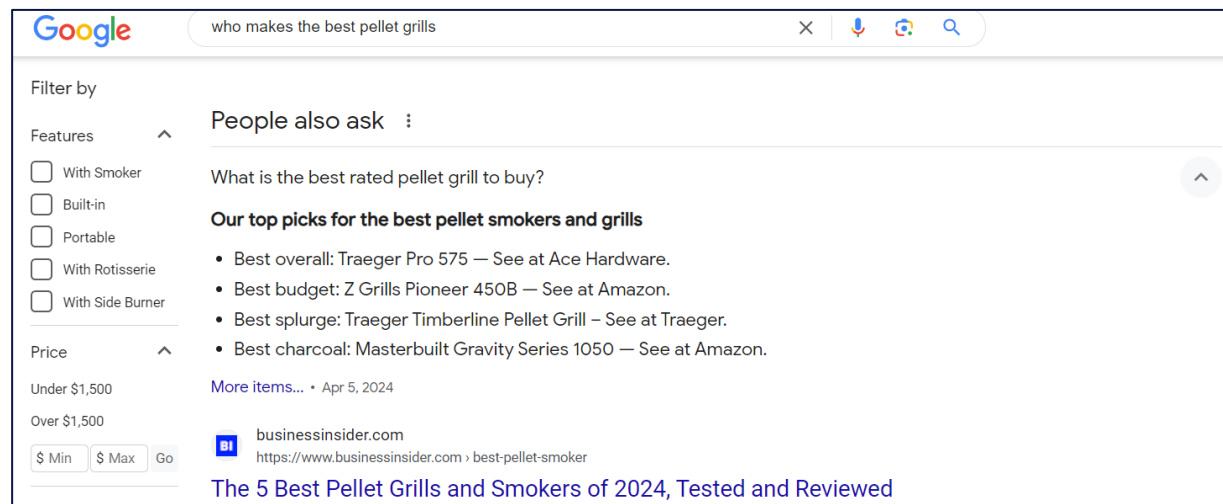 Google
who makes the best pellet grills
Filter by
Features
With Smoker
Built-in
Portable
With Rotisserie
With Side Burner
Price
Under $1,500
Over $1,500
$ Min $ Max Go
People also ask
What is the best rated pellet grill to buy?
Our top picks for the best pellet smokers and grills
• Best overall: Traeger Pro 575 — See at Ace Hardware.
• Best budget: Z Grills Pioneer 450B — See at Amazon.
• Best splurge: Traeger Timberline Pellet Grill – See at Traeger.
• Best charcoal: Masterbuilt Gravity Series 1050 — See at Amazon.
More items... • Apr 5, 2024
BI
businessinsider.com
https://www.businessinsider.com › best-pellet-smoker
The 5 Best Pellet Grills and Smokers of 2024, Tested and Reviewed